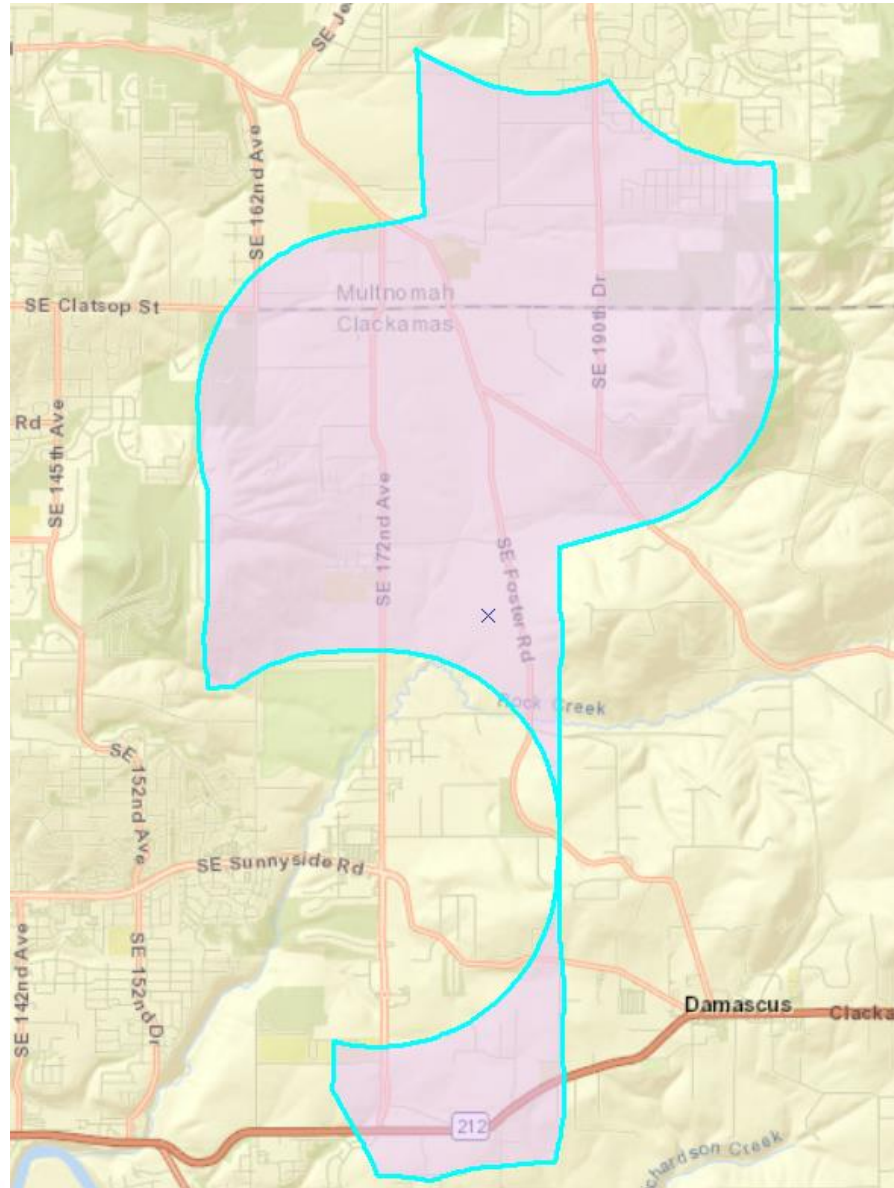 SE Je
SE 162nd Ave
SE Clatsop St
Multnomah
Clackamas
SE 190th Dr
Rd
SE 145th Ave
SE 172nd Ave
SE Foster Rd
Rock Creek
SE 152nd Ave
SE Sunnyside Rd
SE 142nd Ave
SE 152nd Dr
Damascus
Clacka
212
chardson Creek